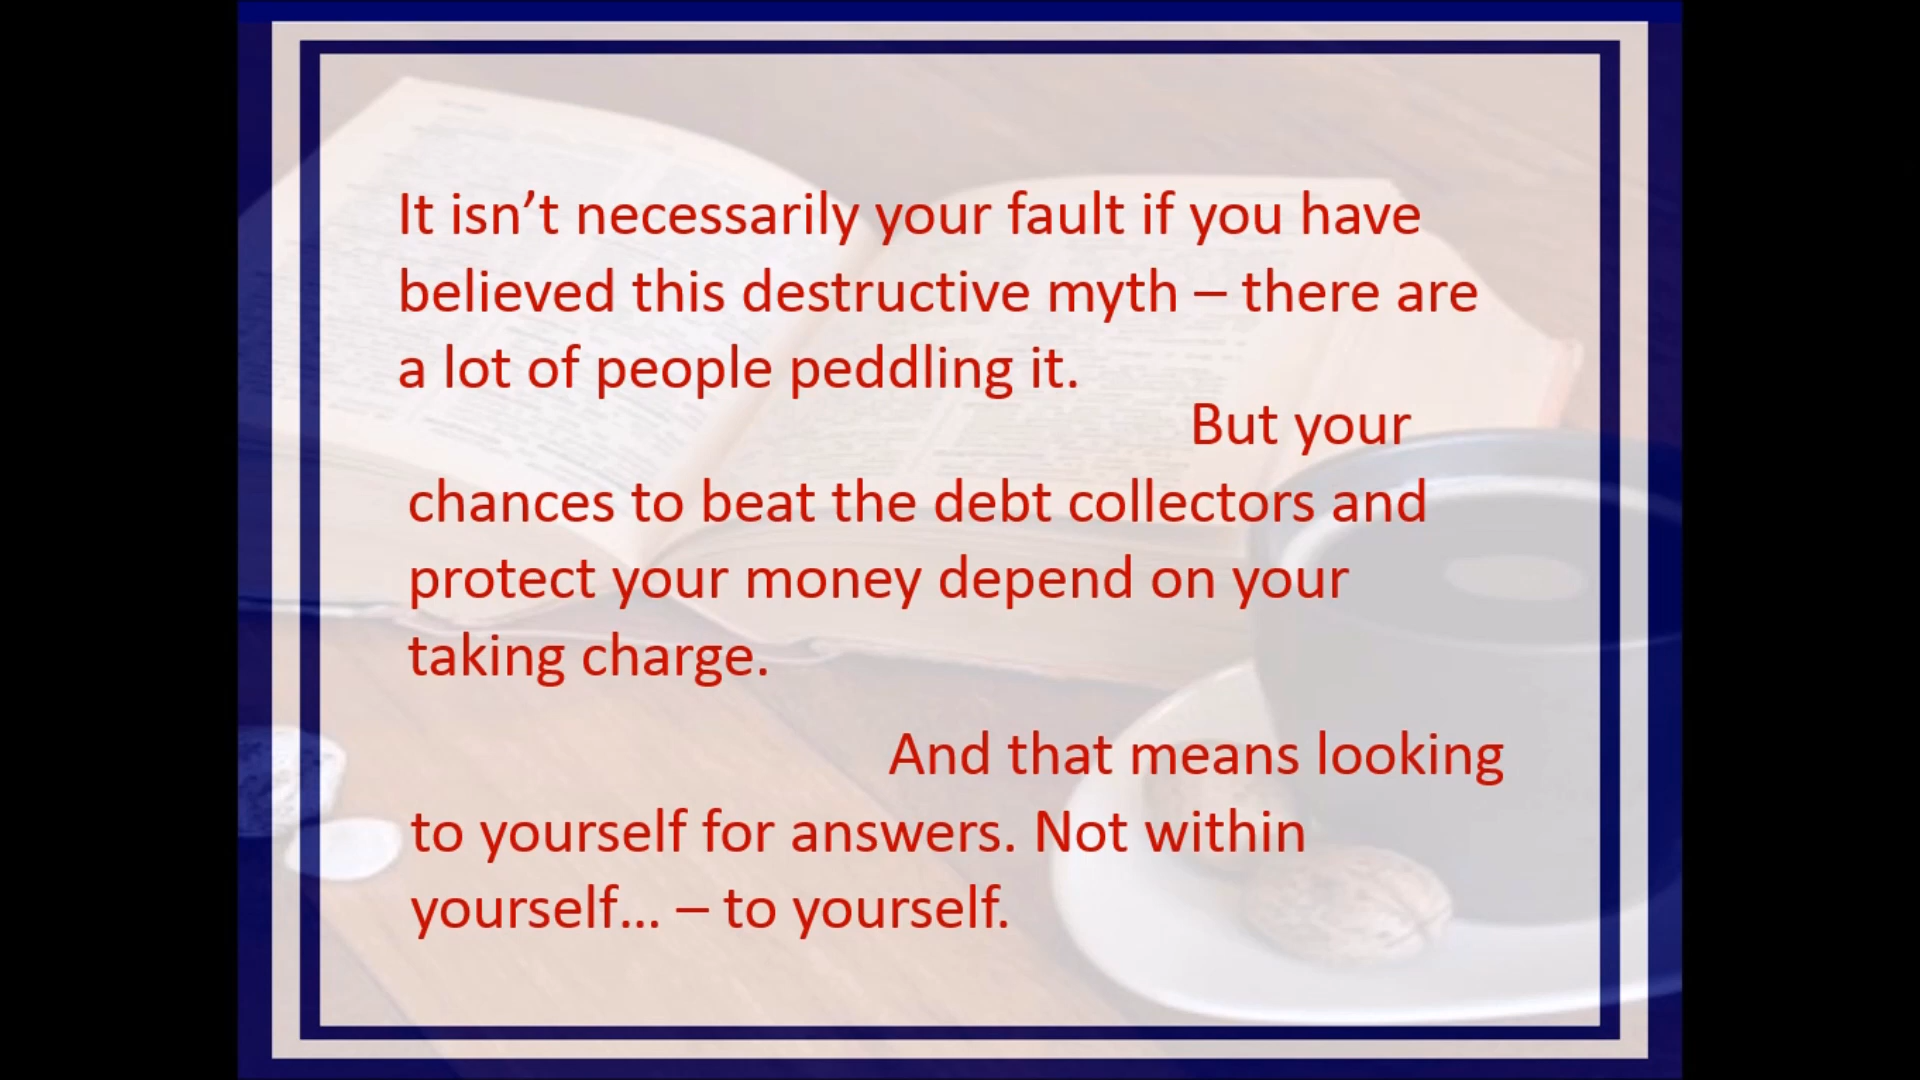 It isn’t necessarily your fault if you have
believed this destructive myth – there are
a lot of people peddling it.
But your
chances to beat the debt collectors and
protect your money depend on your
taking charge.
And that means looking
to yourself for answers. Not within
yourself… – to yourself.